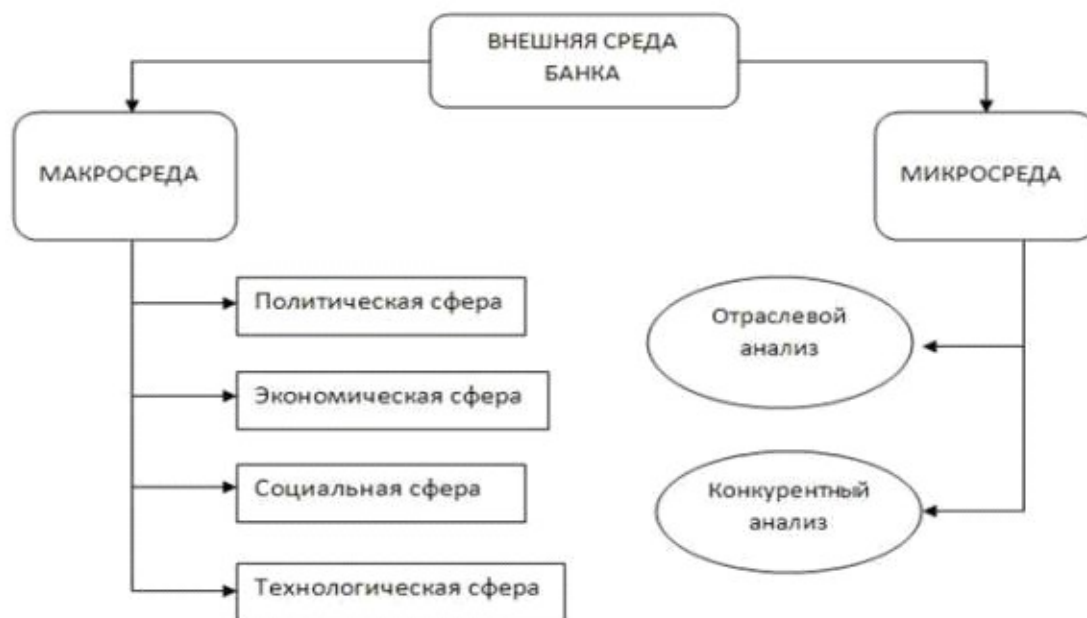 ВНЕШНЯЯ СРЕДА
БАНКА
МАКРОСРЕДА
МИКРОСРЕДА
Политическая сфера
Экономическая сфера
Социальная сфера
Технологическая сфера
Отраслевой
анализ
Конкурентный
анализ